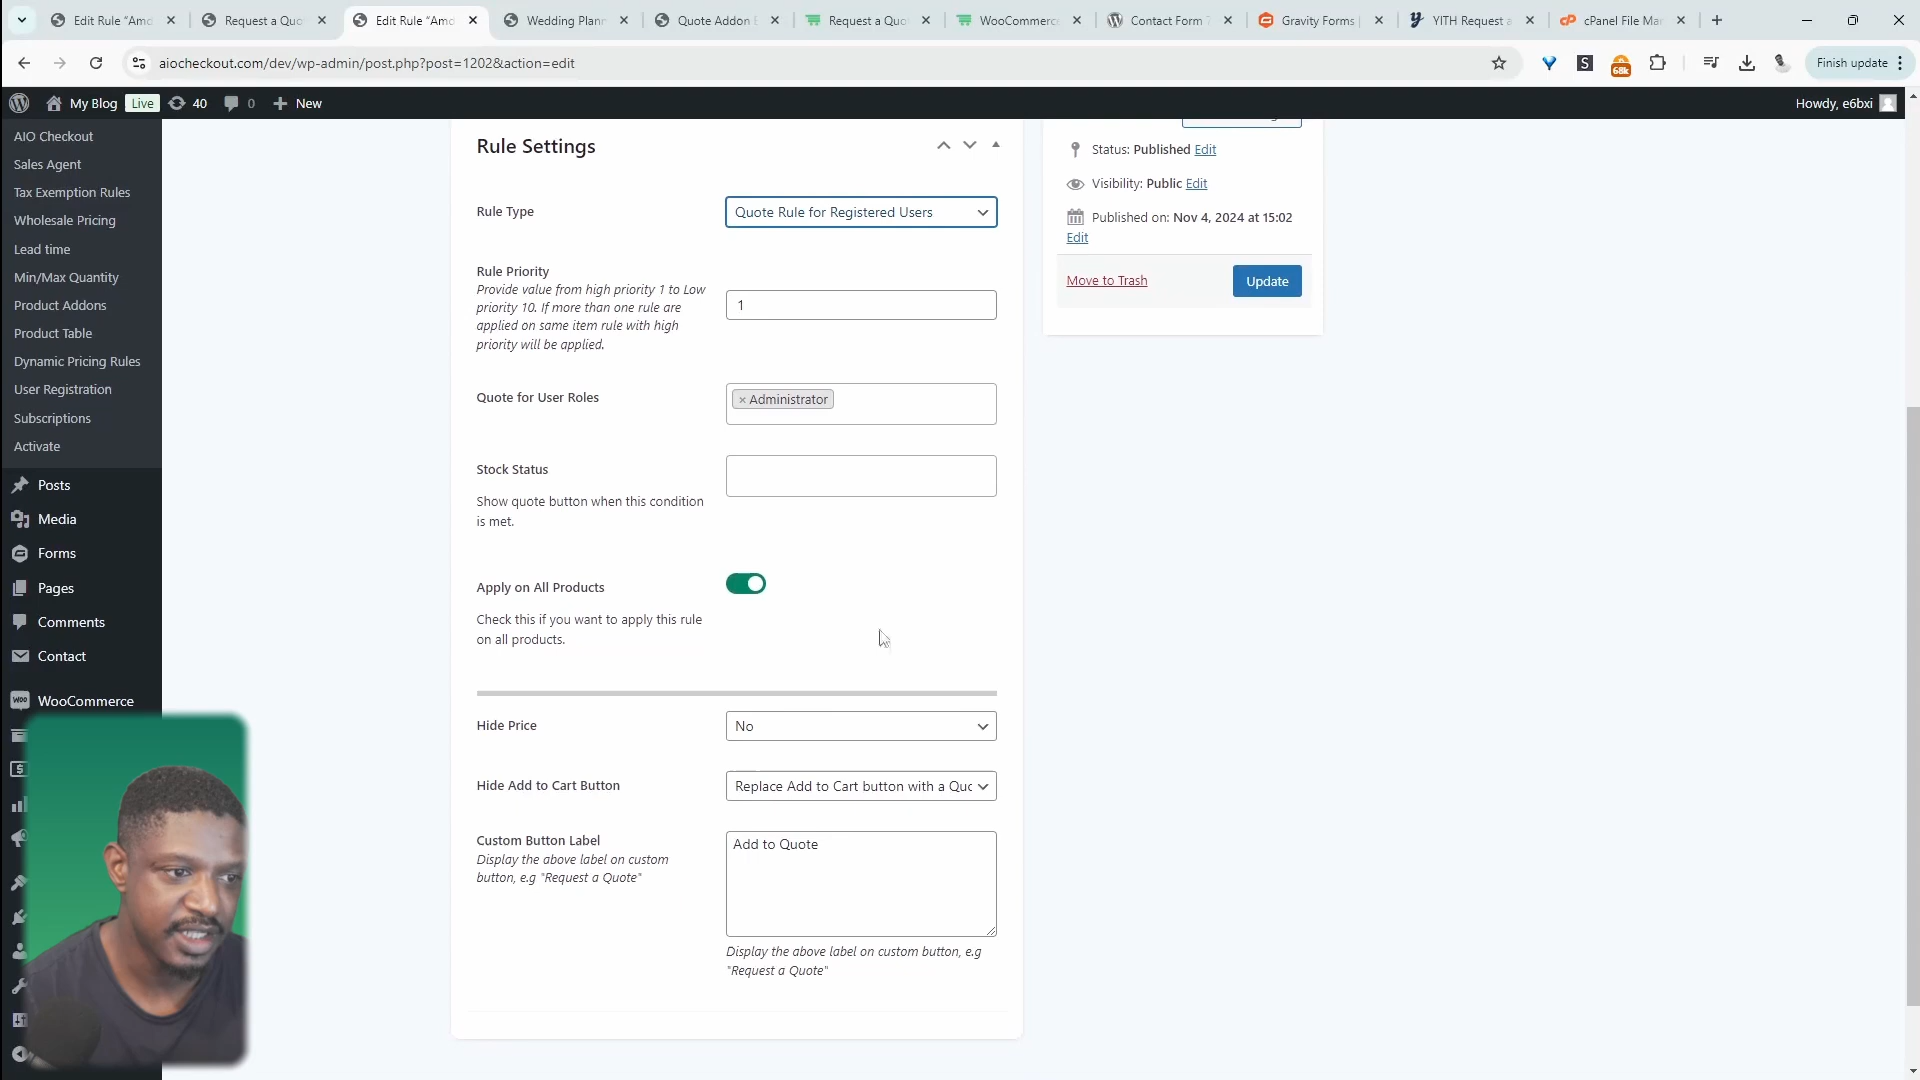 Edit Rule "Amo
Request a Quo
Edit Rule "Amo
Wedding Plann
Quote Addon E
Request a Quo
WooCommerc
Contact Form 7
Gravity Forms |
YITH Request a
cPanel File Ma
aiocheckout.com/dev/wp-admin/post.php?post=1202&action=edit
S
68k
Finish update
My Blog
Live
40
0
New
Howdy, e6bxi
AIO Checkout
Sales Agent
Tax Exemption Rules
Wholesale Pricing
Lead time
Min/Max Quantity
Product Addons
Product Table
Dynamic Pricing Rules
User Registration
Subscriptions
Activate
Posts
Media
Forms
Pages
Comments
Contact
WooCommerce
Rule Settings
Rule Type
Quote Rule for Registered Users
Rule Priority
Provide value from high priority 1 to Low
priority 10. If more than one rule are
applied on same item rule with high
priority will be applied.
1
Quote for User Roles
× Administrator
Stock Status
Show quote button when this condition
is met.
Apply on All Products
Check this if you want to apply this rule
on all products.
Hide Price
No
Hide Add to Cart Button
Replace Add to Cart button with a Quo
Custom Button Label
Display the above label on custom
button, e.g "Request a Quote"
Add to Quote
Display the above label on custom button, e.g
"Request a Quote"
Status: Published Edit
Visibility: Public Edit
Published on: Nov 4, 2024 at 15:02
Edit
Move to Trash
Update